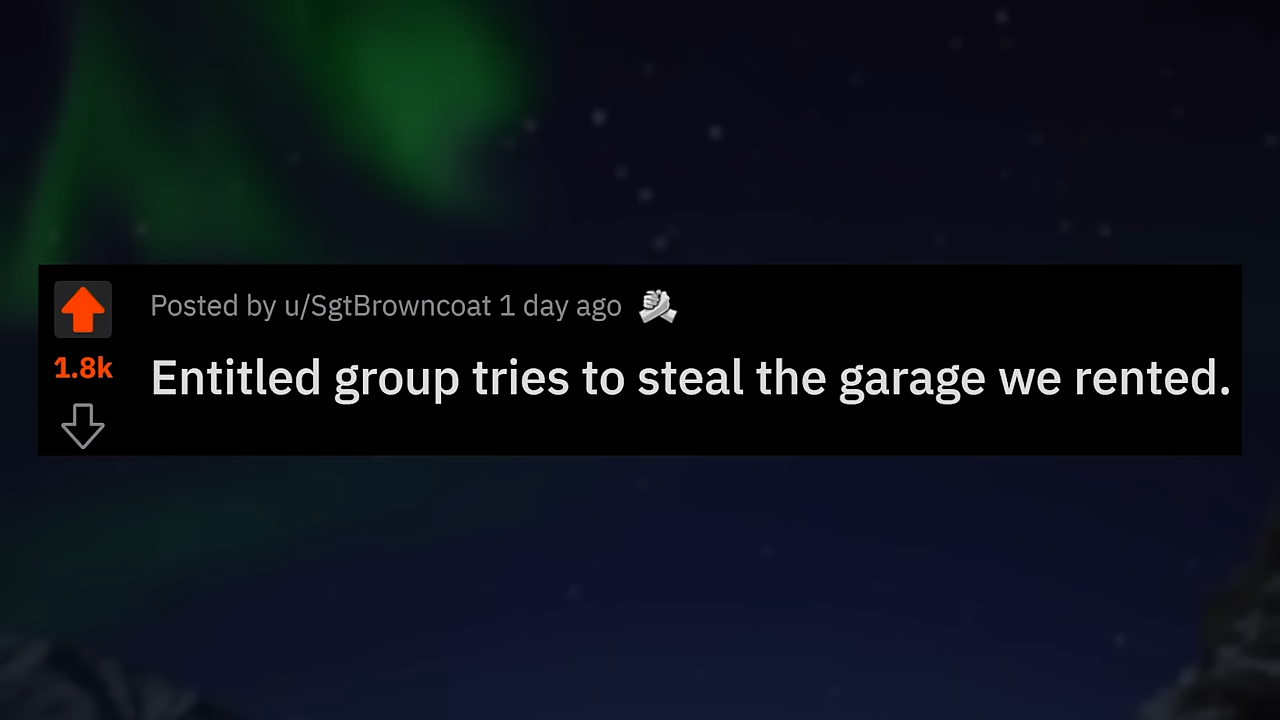 Posted by u/SgtBrowncoat 1 day ago
1.8k
Entitled group tries to steal the garage we rented.